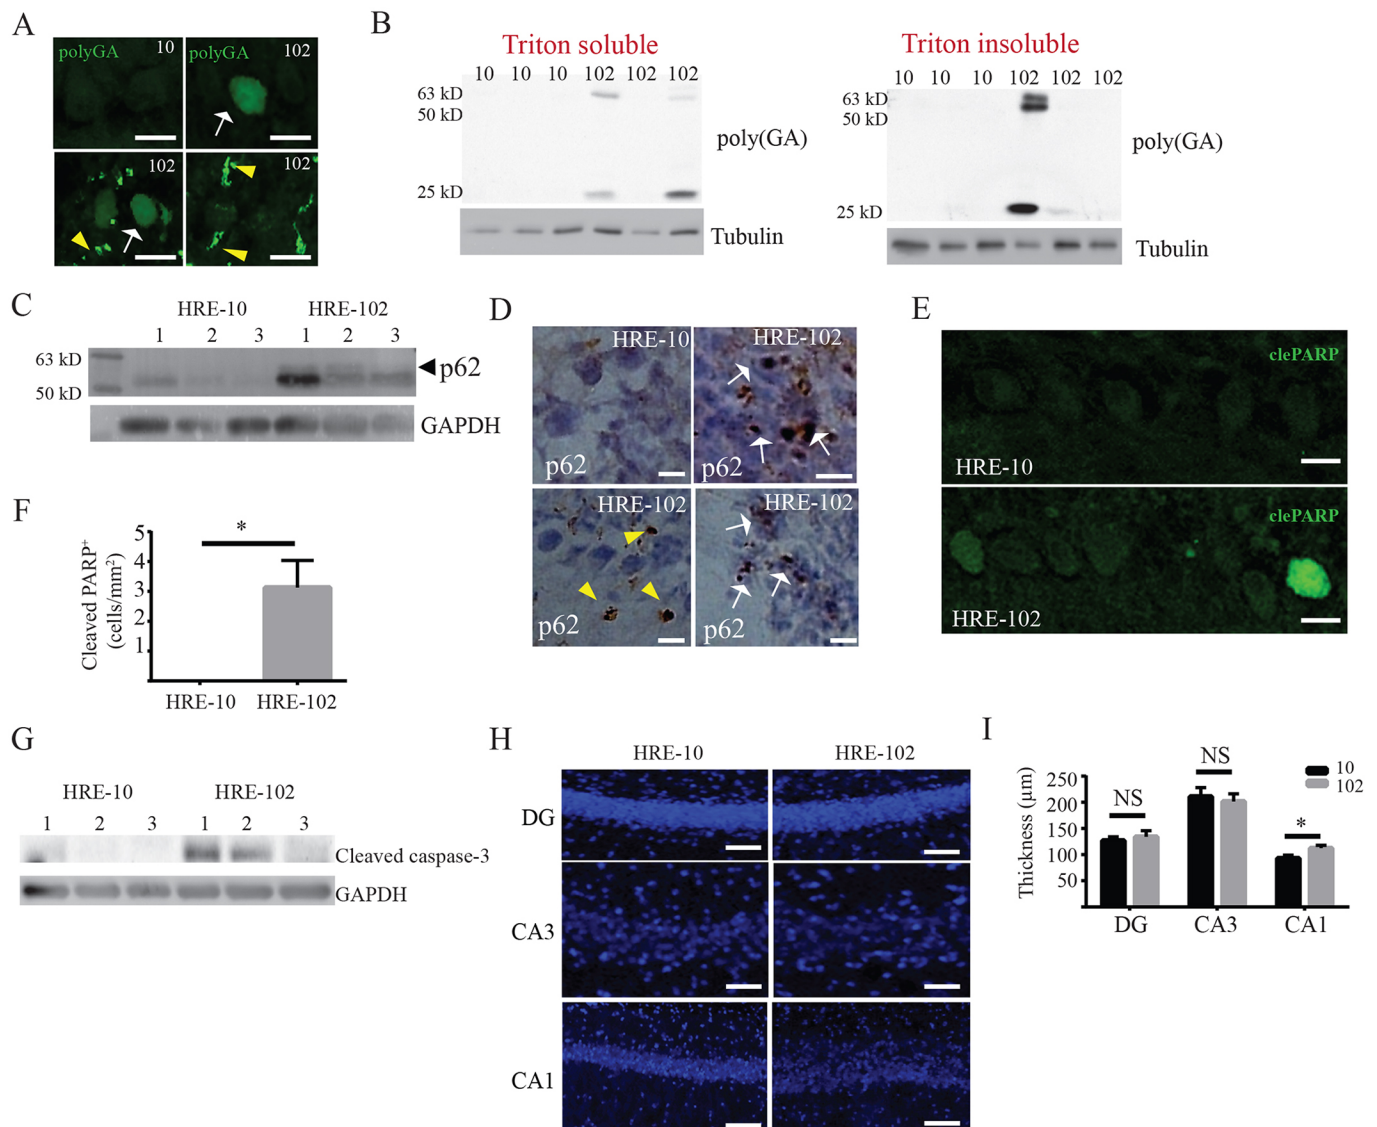 A
polyGA 10
polyGA 102
102
102
B
Triton soluble
10 10 10 102 102 102
63 kD
50 kD
25 kD
poly(GA)
Tubulin
Triton insoluble
10 10 10 102 102 102
63 kD
50 kD
25 kD
poly(GA)
Tubulin
C
HRE-10 HRE-102
1 2 3 1 2 3
63 kD
50 kD
p62
GAPDH
D
HRE-10
p62
HRE-102
p62
HRE-102
p62
HRE-102
p62
E
clePARP
HRE-10
clePARP
HRE-102
F
Cleaved PARP+
(cells/mm2)
5
4
3
2
1
*
HRE-10 HRE-102
G
HRE-10 HRE-102
1 2 3 1 2 3
Cleaved caspase-3
GAPDH
H
HRE-10 HRE-102
DG
CA3
CA1
I
Thickness (µm)
250
200
150
100
50
NS
NS
*
10
102
DG CA3 CA1